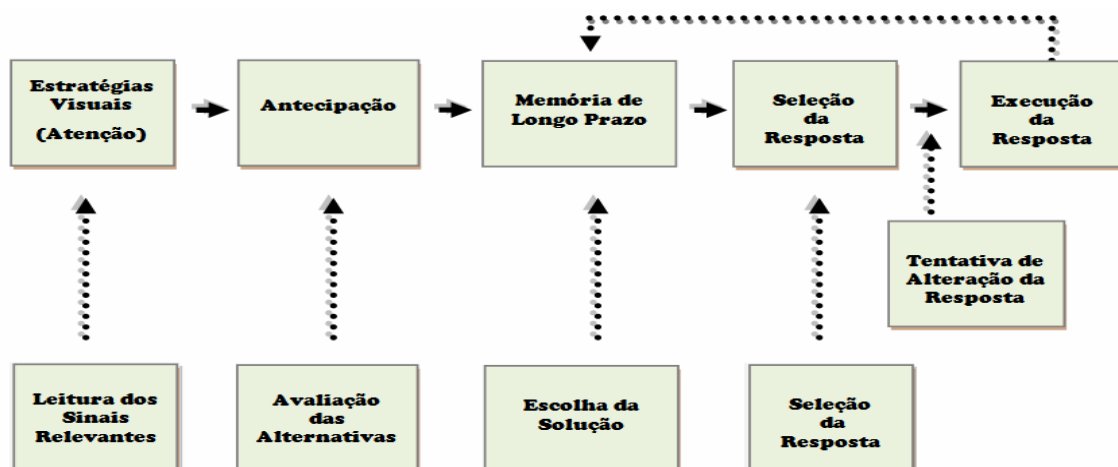 Estratégias
Visuais
(Atenção)
Antecipação
Memória de
Longo Prazo
Seleção
da
Resposta
Execução
da
Resposta
Tentativa de
Alteração da
Resposta
Leitura dos
Sinais
Relevantes
Avaliação
das
Alternativas
Escolha da
Solução
Seleção
da
Resposta